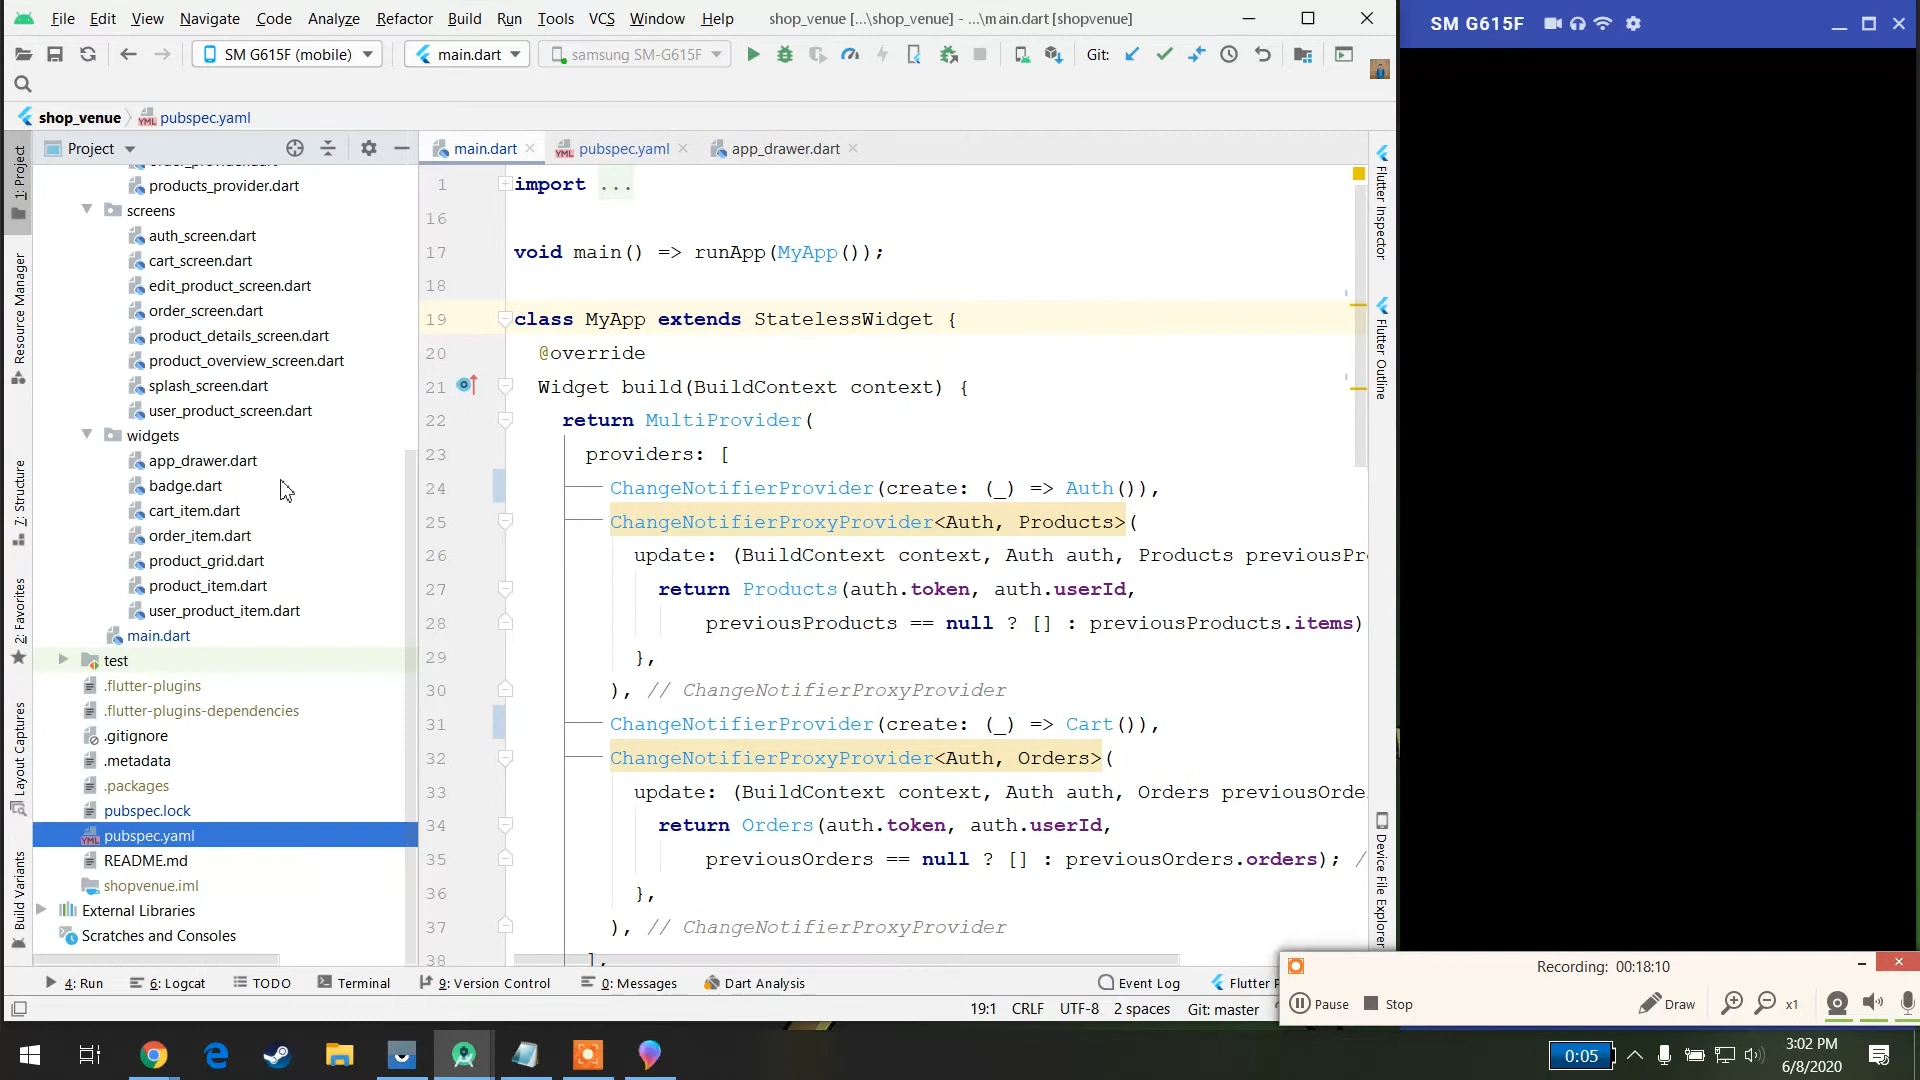 File Edit View Navigate Code Analyze Refactor Build Run Tools VCS Window Help shop_venue [...\shop_venue] - ...\main.dart [shopvenue]
SM G615F
SM G615F (mobile) main.dart samsung SM-G615F Git:
shop_venue pubspec.yaml
Project
main.dart pubspec.yaml app_drawer.dart
products_provider.dart
screens
auth_screen.dart
cart_screen.dart
edit_product_screen.dart
order_screen.dart
product_details_screen.dart
product_overview_screen.dart
splash_screen.dart
user_product_screen.dart
widgets
app_drawer.dart
badge.dart
cart_item.dart
order_item.dart
product_grid.dart
product_item.dart
user_product_item.dart
main.dart
test
.flutter-plugins
.flutter-plugins-dependencies
.gitignore
.metadata
.packages
pubspec.lock
pubspec.yaml
README.md
shopvenue.iml
External Libraries
Scratches and Consoles
1: Project
Resource Manager
7: Structure
2: Favorites
Layout Captures
Build Variants
1 import ...
16
17 void main() => runApp(MyApp());
18
19 class MyApp extends StatelessWidget {
20 @override
21 Widget build(BuildContext context) {
22 return MultiProvider(
23 providers: [
24 ChangeNotifierProvider(create: (_) => Auth()),
25 ChangeNotifierProxyProvider<Auth, Products>(
26 update: (BuildContext context, Auth auth, Products previousPr
27 return Products(auth.token, auth.userId,
28 previousProducts == null ? [] : previousProducts.items)
29 },
30 ), // ChangeNotifierProxyProvider
31 ChangeNotifierProvider(create: (_) => Cart()),
32 ChangeNotifierProxyProvider<Auth, Orders>(
33 update: (BuildContext context, Auth auth, Orders previousOrde
34 return Orders(auth.token, auth.userId,
35 previousOrders == null ? [] : previousOrders.orders); /
36 },
37 ), // ChangeNotifierProxyProvider
38 ],
Flutter Inspector
Flutter Outline
Device File Explorer
4: Run 6: Logcat TODO Terminal 9: Version Control 0: Messages Dart Analysis Event Log Flutter P
19:1 CRLF UTF-8 2 spaces Git: master
Recording: 00:18:10
Pause Stop Draw x1
0:05
3:02 PM
6/8/2020